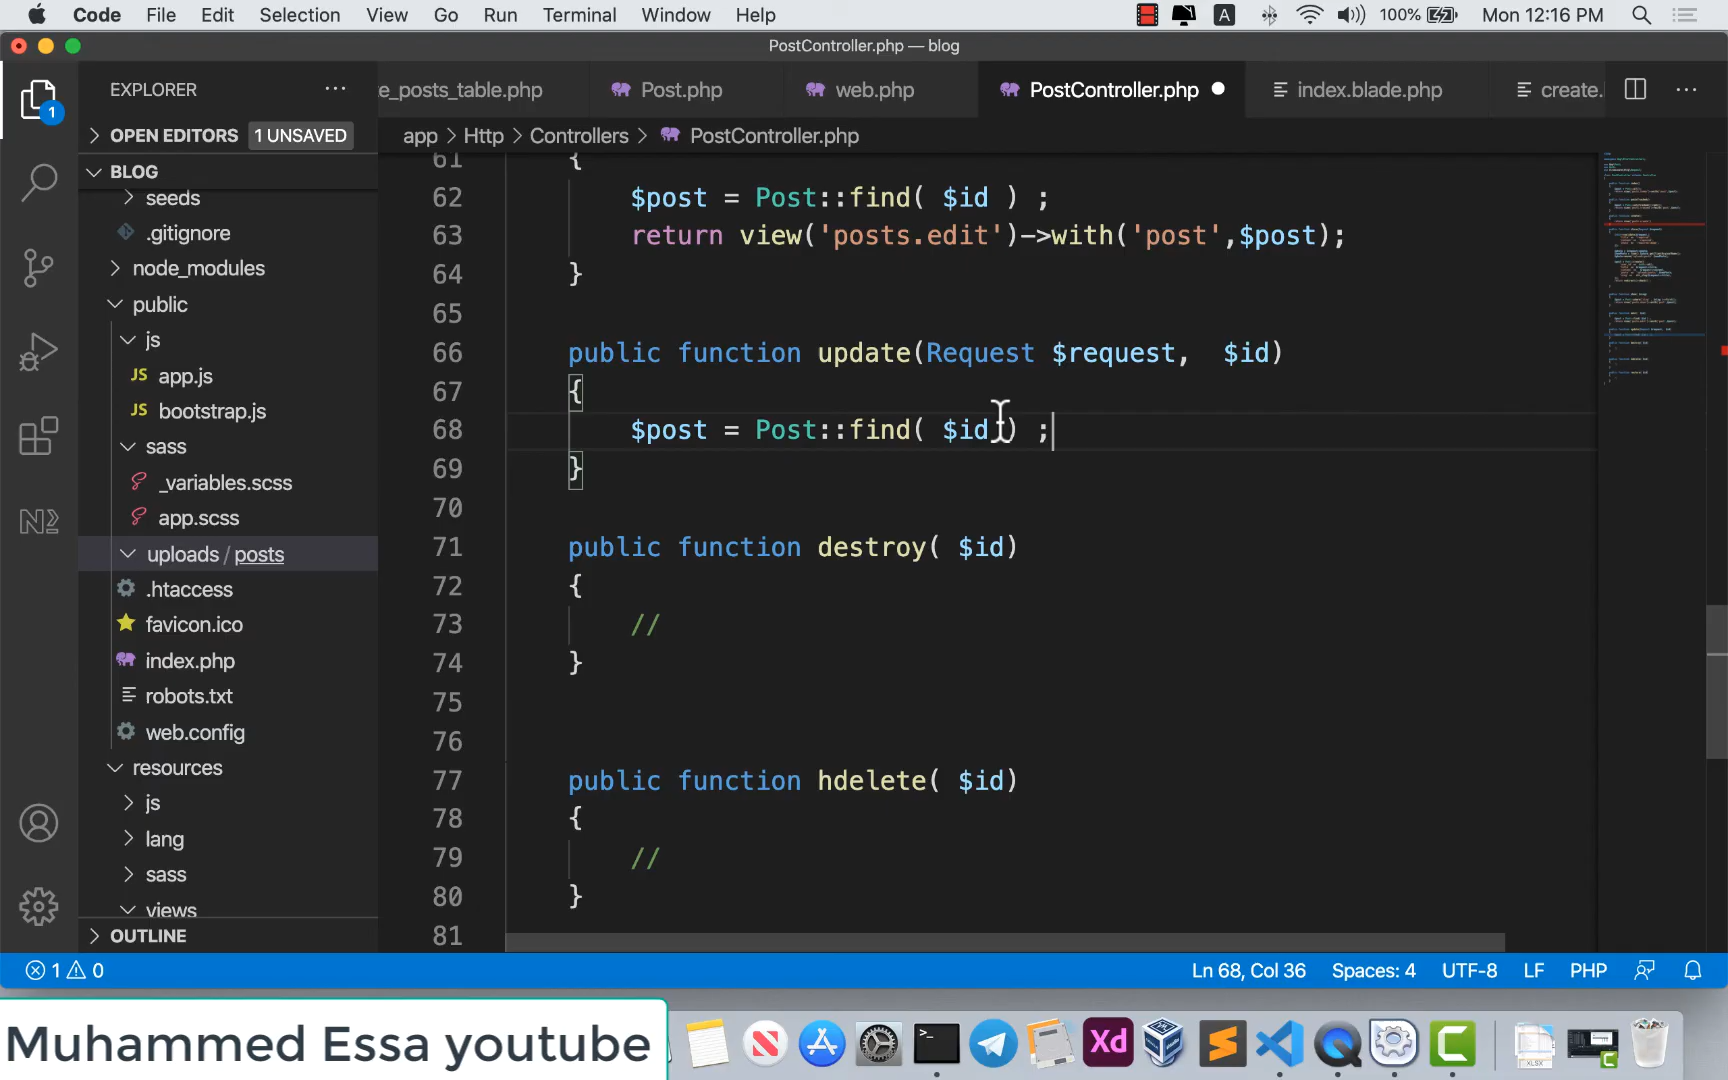 Code File Edit Selection View Go Run Terminal Window Help A 100% Mon 12:16 PM
PostController.php — blog
EXPLORER
e_posts_table.php Post.php web.php PostController.php index.blade.php create.
OPEN EDITORS 1 UNSAVED
app > Http > Controllers > PostController.php
BLOG
seeds
.gitignore
node_modules
public
js
JS app.js
JS bootstrap.js
sass
_variables.scss
app.scss
uploads / posts
.htaccess
favicon.ico
index.php
robots.txt
web.config
resources
js
lang
sass
views
OUTLINE
1
61 {
62 $post = Post::find( $id ) ;
63 return view('posts.edit')->with('post',$post);
64 }
65
66 public function update(Request $request,  $id)
67 {
68 $post = Post::find( $id ) ;
69 }
70
71 public function destroy( $id)
72 {
73 //
74 }
75
76
77 public function hdelete( $id)
78 {
79 //
80 }
81
1 0 Ln 68, Col 36 Spaces: 4 UTF-8 LF PHP
Muhammed Essa youtube
Xd
XLSX